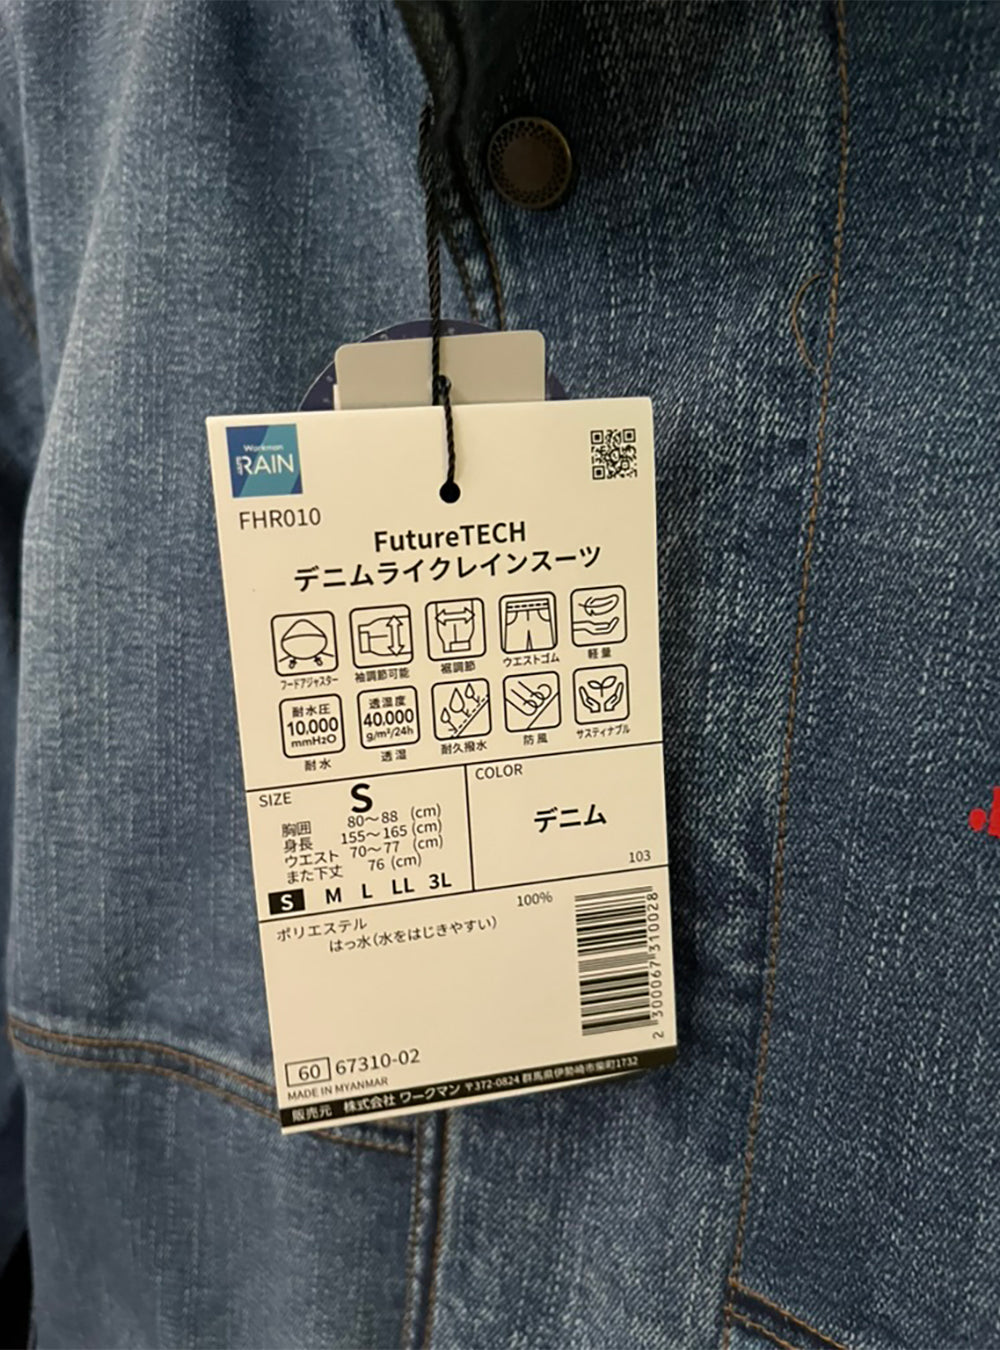 Workman
RAIN
FHR010
FutureTECH
デニムライクレインスーツ
フードアジャスター
袖調節可能
裾調節
ウエストゴム
軽量
耐水圧
10.000
mmH2O
耐水
透湿度
40.000
g/m²/24h
透湿
耐久撥水
防風
サスティナブル
SIZE
S
胸囲 80～88 (cm)
身長 155～165 (cm)
ウエスト 70～77 (cm)
また下丈 76 (cm)
S M L LL 3L
COLOR
デニム
103
ポリエステル 100%
はっ水(水をはじきやすい)
2300067310028
60 67310-02
MADE IN MYANMAR
販売元 株式会社 ワークマン 〒372-0824 群馬県伊勢崎市柴町1732